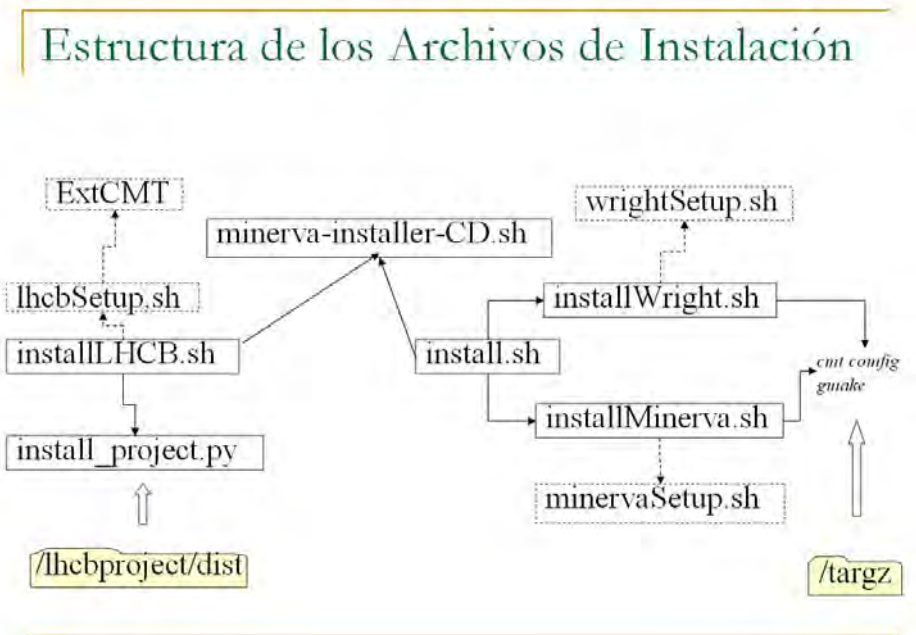 Estructura de los Archivos de Instalación
ExtCMT
wrightSetup.sh
minerva-installer-CD.sh
lhcbSetup.sh
installWright.sh
installLHCB.sh
install.sh
cmt config
gmake
installMinerva.sh
install_project.py
minervaSetup.sh
/lhcbproject/dist
/targz